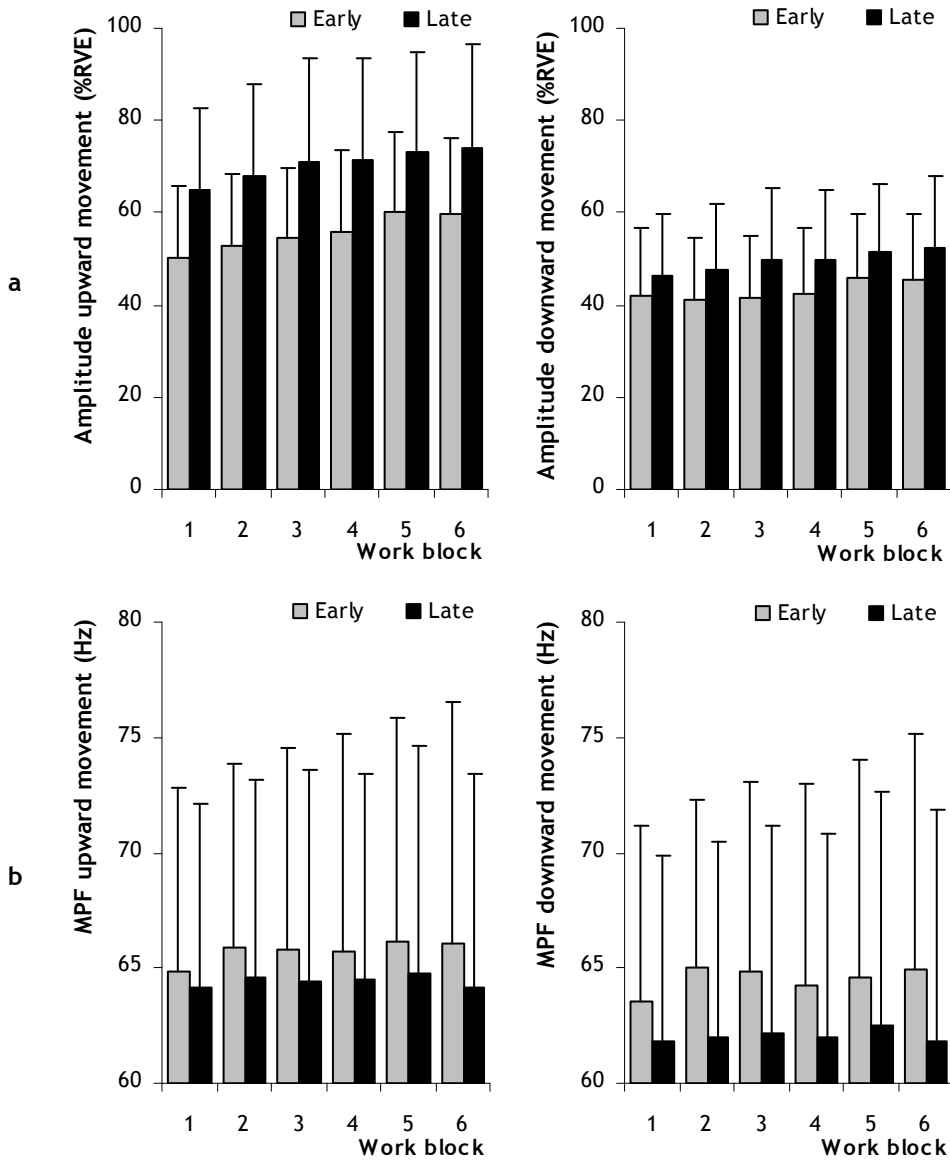 Early Late
Amplitude upward movement (%RVE)
100
80
60
40
20
0
1 2 3 4 5 6
Work block
Early Late
Amplitude downward movement (%RVE)
100
80
60
40
20
0
1 2 3 4 5 6
Work block
a
Early Late
MPF upward movement (Hz)
80
75
70
65
60
1 2 3 4 5 6
Work block
Early Late
MPF downward movement (Hz)
80
75
70
65
60
1 2 3 4 5 6
Work block
b